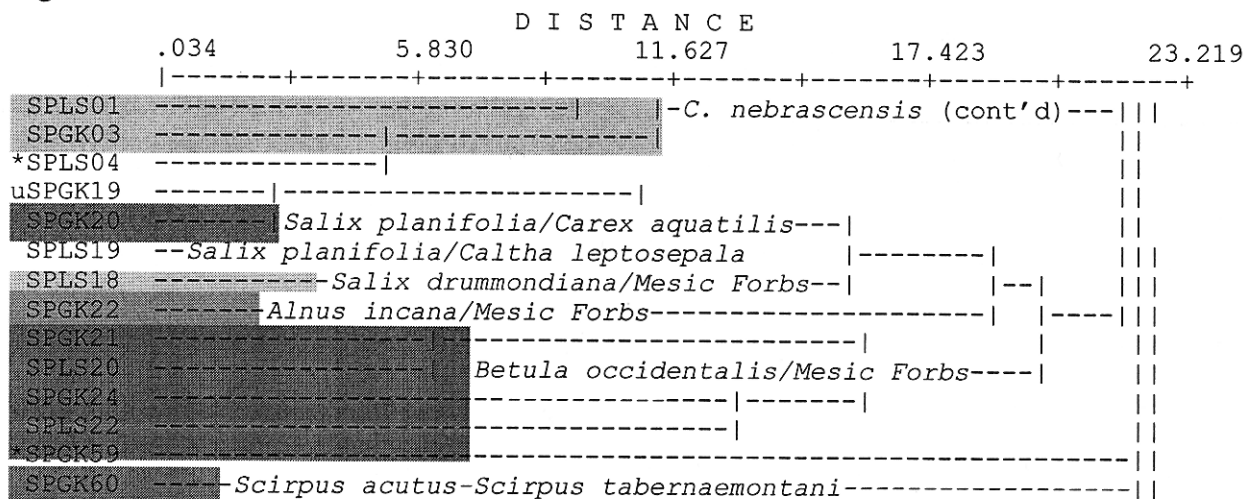 D I S T A N C E
.034 5.830 11.627 17.423 23.219
|-------+-------+-------+-------+-------+-------+-------+-------+
SPLS01 --------------------------| | -C. nebrascensis (cont'd)---| | |
SPGK03 --------------|----------------| | |
*SPLS04 --------------| | |
uSPGK19 -------|----------------------| | |
SPGK20 -------|Salix planifolia/Carex aquatilis---| | |
SPLS19 --Salix planifolia/Caltha leptosepala |--------| | | |
SPLS18 -----------Salix drummondiana/Mesic Forbs--| |--| | | |
SPGK22 -------Alnus incana/Mesic Forbs---------------------| |----| | |
SPGK21 -----------------|--------------------------| | | |
SPLS20 -----------------| Betula occidentalis/Mesic Forbs----| | |
SPGK24 ------------------------------------|-------| | |
SPLS22 ------------------------------------| | |
*SPGK59 -------------------------------------------------------------| |
SPGK60 -----Scirpus acutus-Scirpus tabernaemontani------------------| |